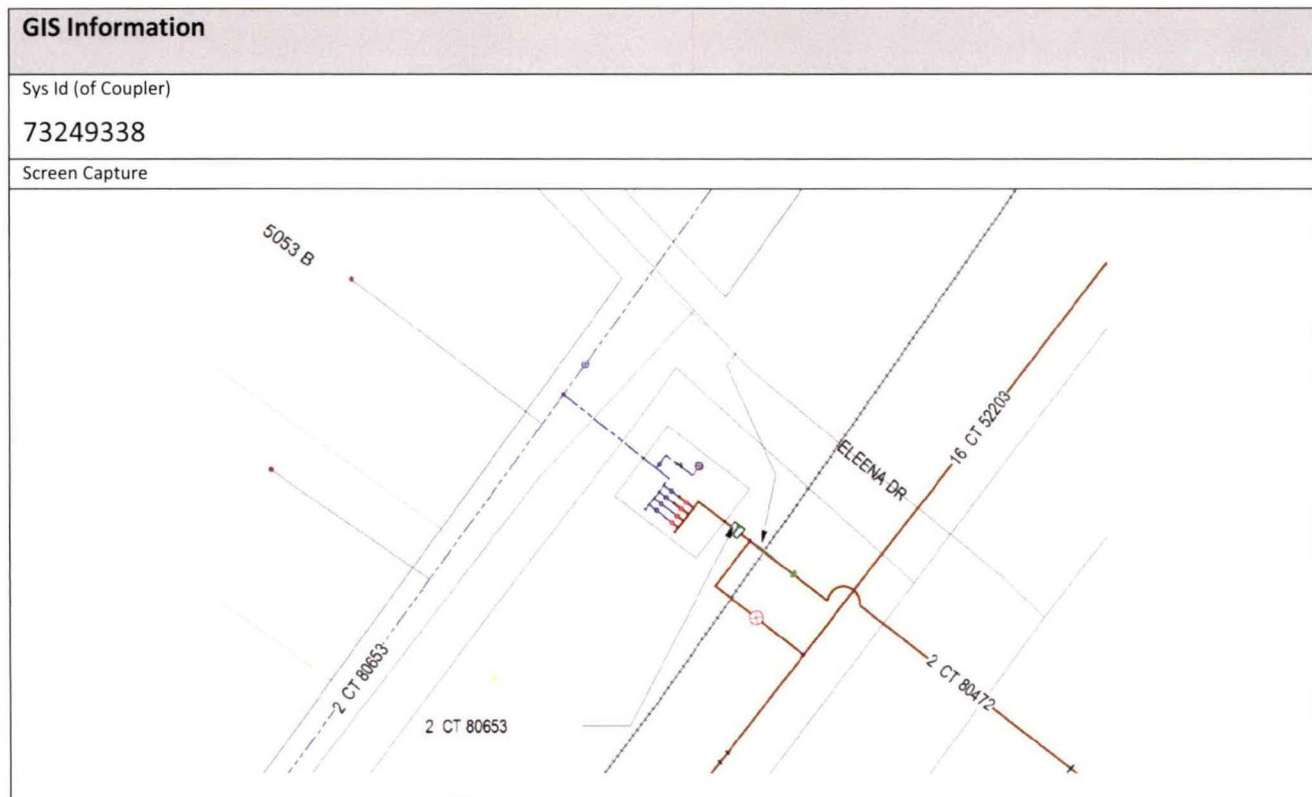 GIS Information
Sys Id (of Coupler)
73249338
Screen Capture
5053 B
16 CT 52203
ELEENA DR
2 CT 80653
2 CT 80653
2 CT 80472